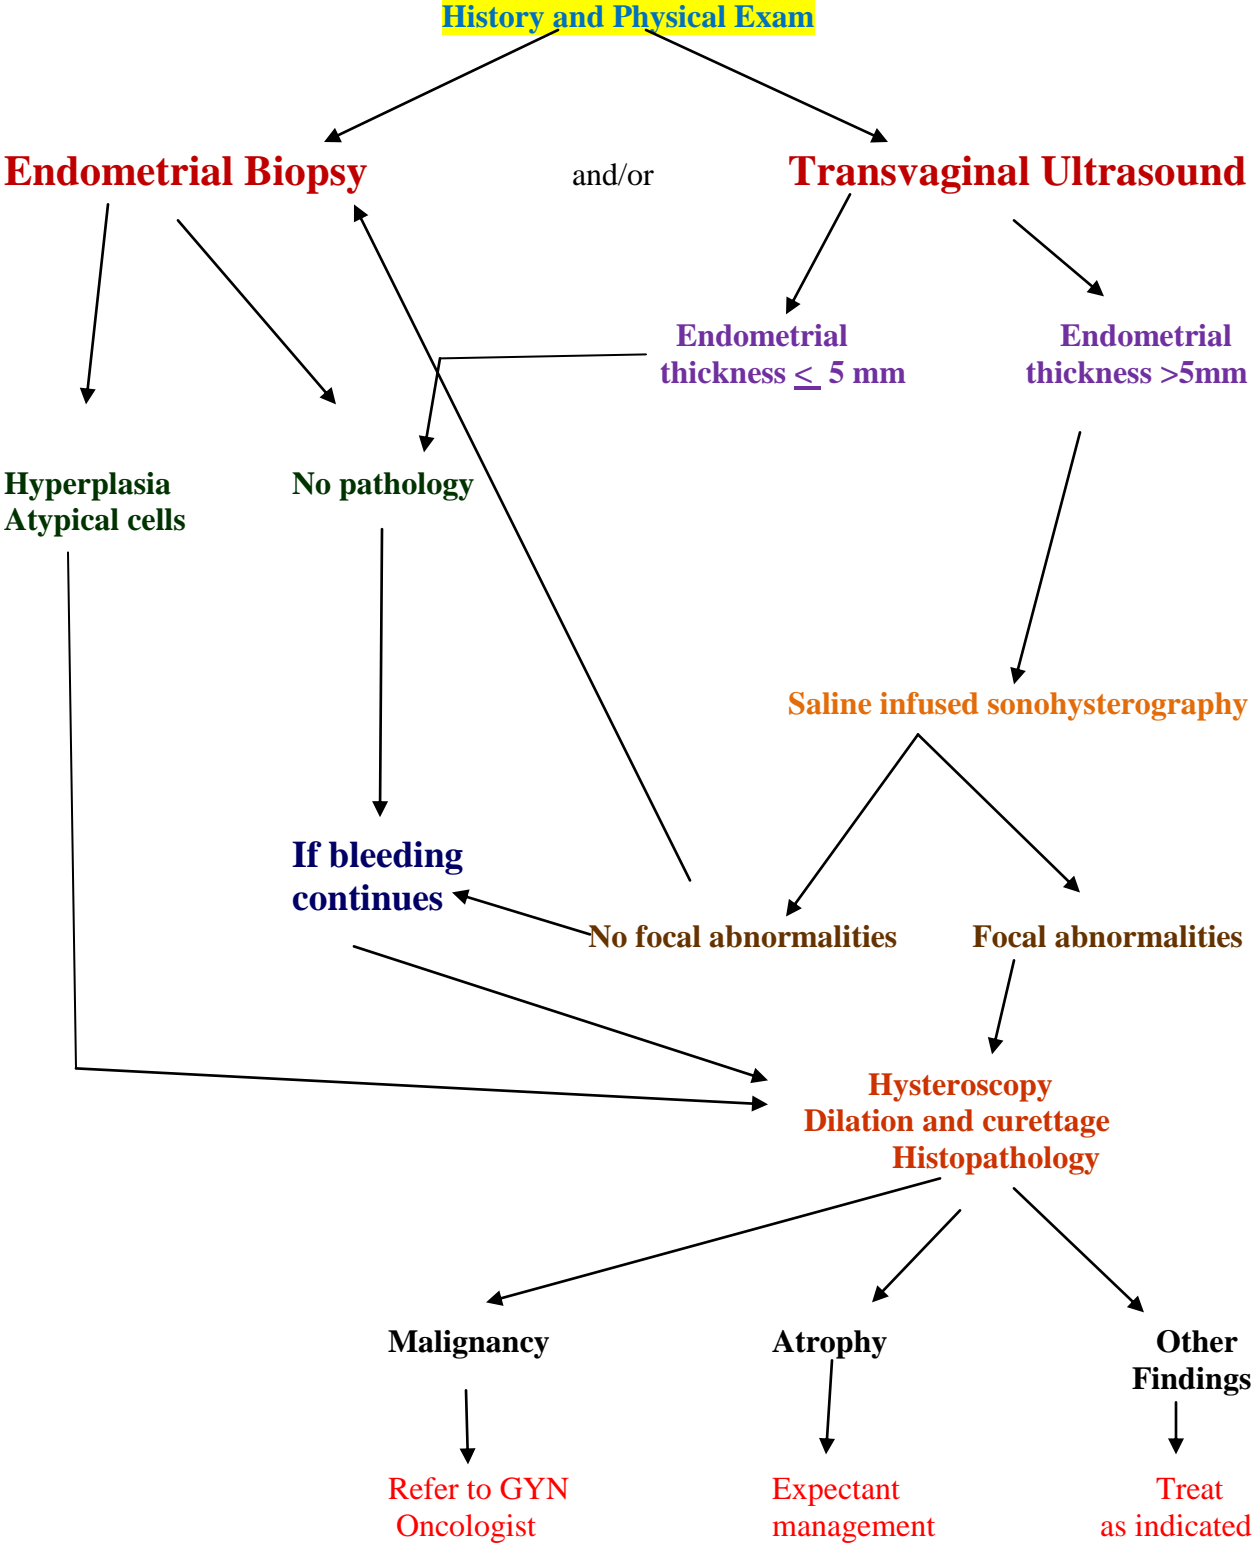 History and Physical Exam
Endometrial Biopsy and/or Transvaginal Ultrasound
Endometrial
thickness < 5 mm
Endometrial
thickness >5mm
Hyperplasia
Atypical cells
No pathology
Saline infused sonohysterography
If bleeding
continues
No focal abnormalities
Focal abnormalities
Hysteroscopy
Dilation and curettage
Histopathology
Malignancy
Atrophy
Other
Findings
Refer to GYN
Oncologist
Expectant
management
Treat
as indicated